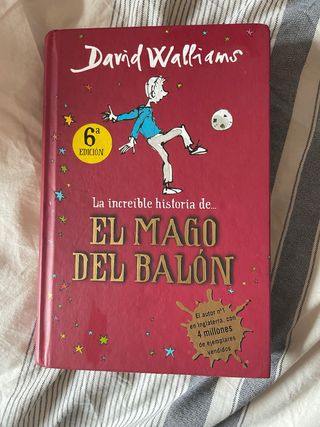 David Walliams
6ª
EDICIÓN
La increíble historia de...
EL MAGO
DEL BALÓN
El autor nº1
en Inglaterra, con
4 millones
de ejemplares
vendidos